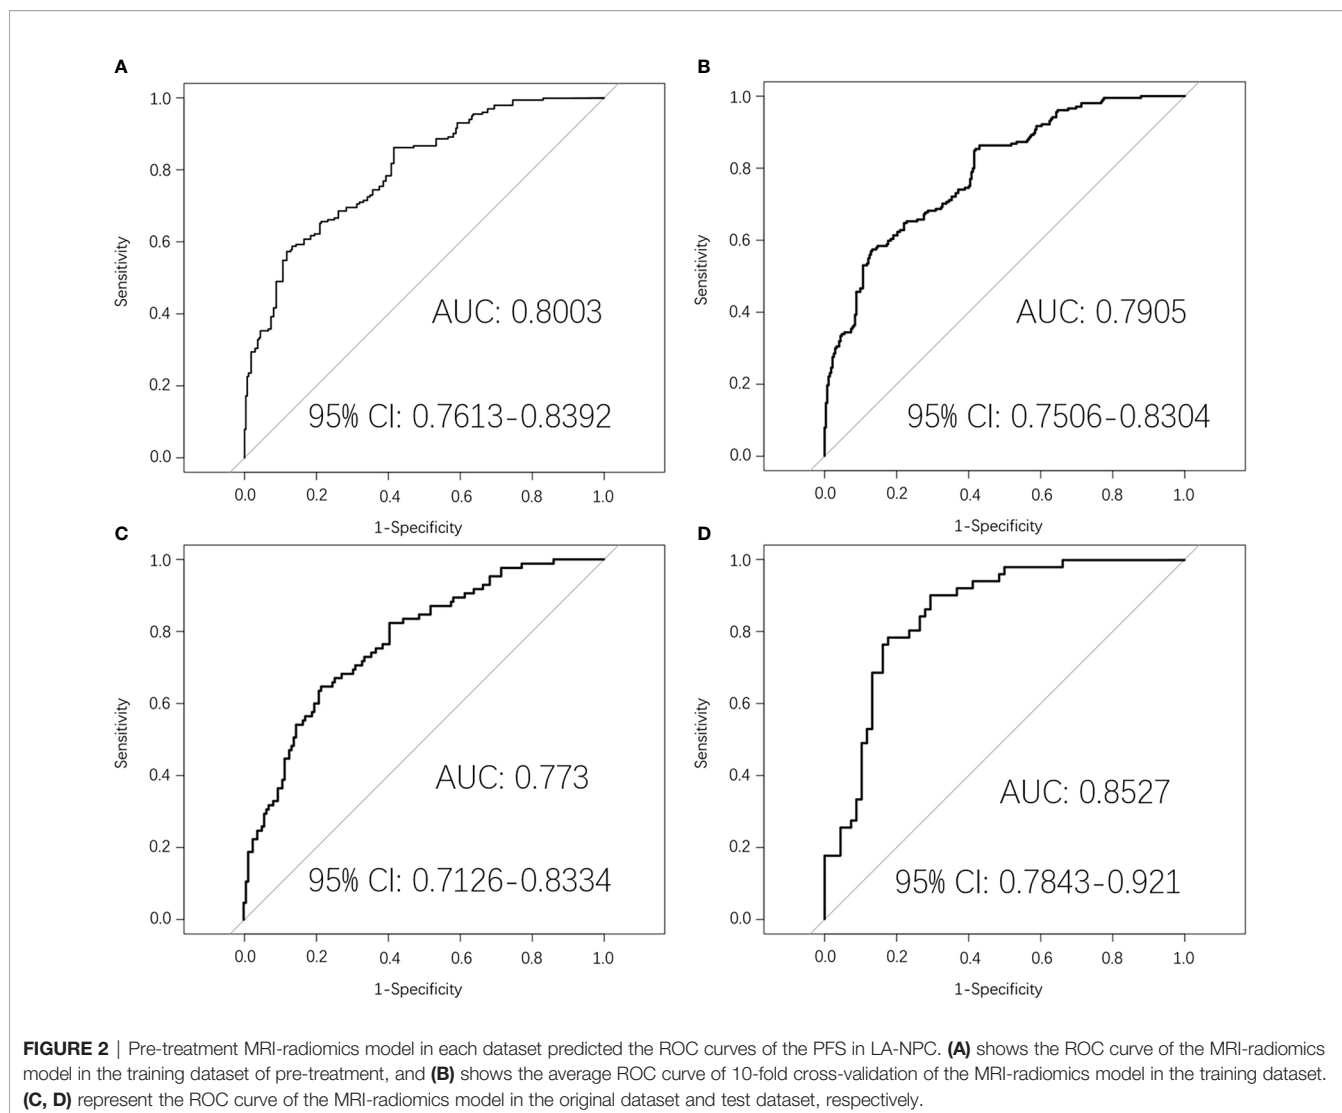 A
1.0
0.8
0.6
0.4
0.2
0.0
Sensitivity
AUC: 0.8003
95% CI: 0.7613-0.8392
0.0 0.2 0.4 0.6 0.8 1.0
1-Specificity
B
1.0
0.8
0.6
0.4
0.2
0.0
Sensitivity
AUC: 0.7905
95% CI: 0.7506-0.8304
0.0 0.2 0.4 0.6 0.8 1.0
1-Specificity
C
1.0
0.8
0.6
0.4
0.2
0.0
Sensitivity
AUC: 0.773
95% CI: 0.7126-0.8334
0.0 0.2 0.4 0.6 0.8 1.0
1-Specificity
D
1.0
0.8
0.6
0.4
0.2
0.0
Sensitivity
AUC: 0.8527
95% CI: 0.7843-0.921
0.0 0.2 0.4 0.6 0.8 1.0
1-Specificity
FIGURE 2 | Pre-treatment MRI-radiomics model in each dataset predicted the ROC curves of the PFS in LA-NPC. (A) shows the ROC curve of the MRI-radiomics
model in the training dataset of pre-treatment, and (B) shows the average ROC curve of 10-fold cross-validation of the MRI-radiomics model in the training dataset.
(C, D) represent the ROC curve of the MRI-radiomics model in the original dataset and test dataset, respectively.